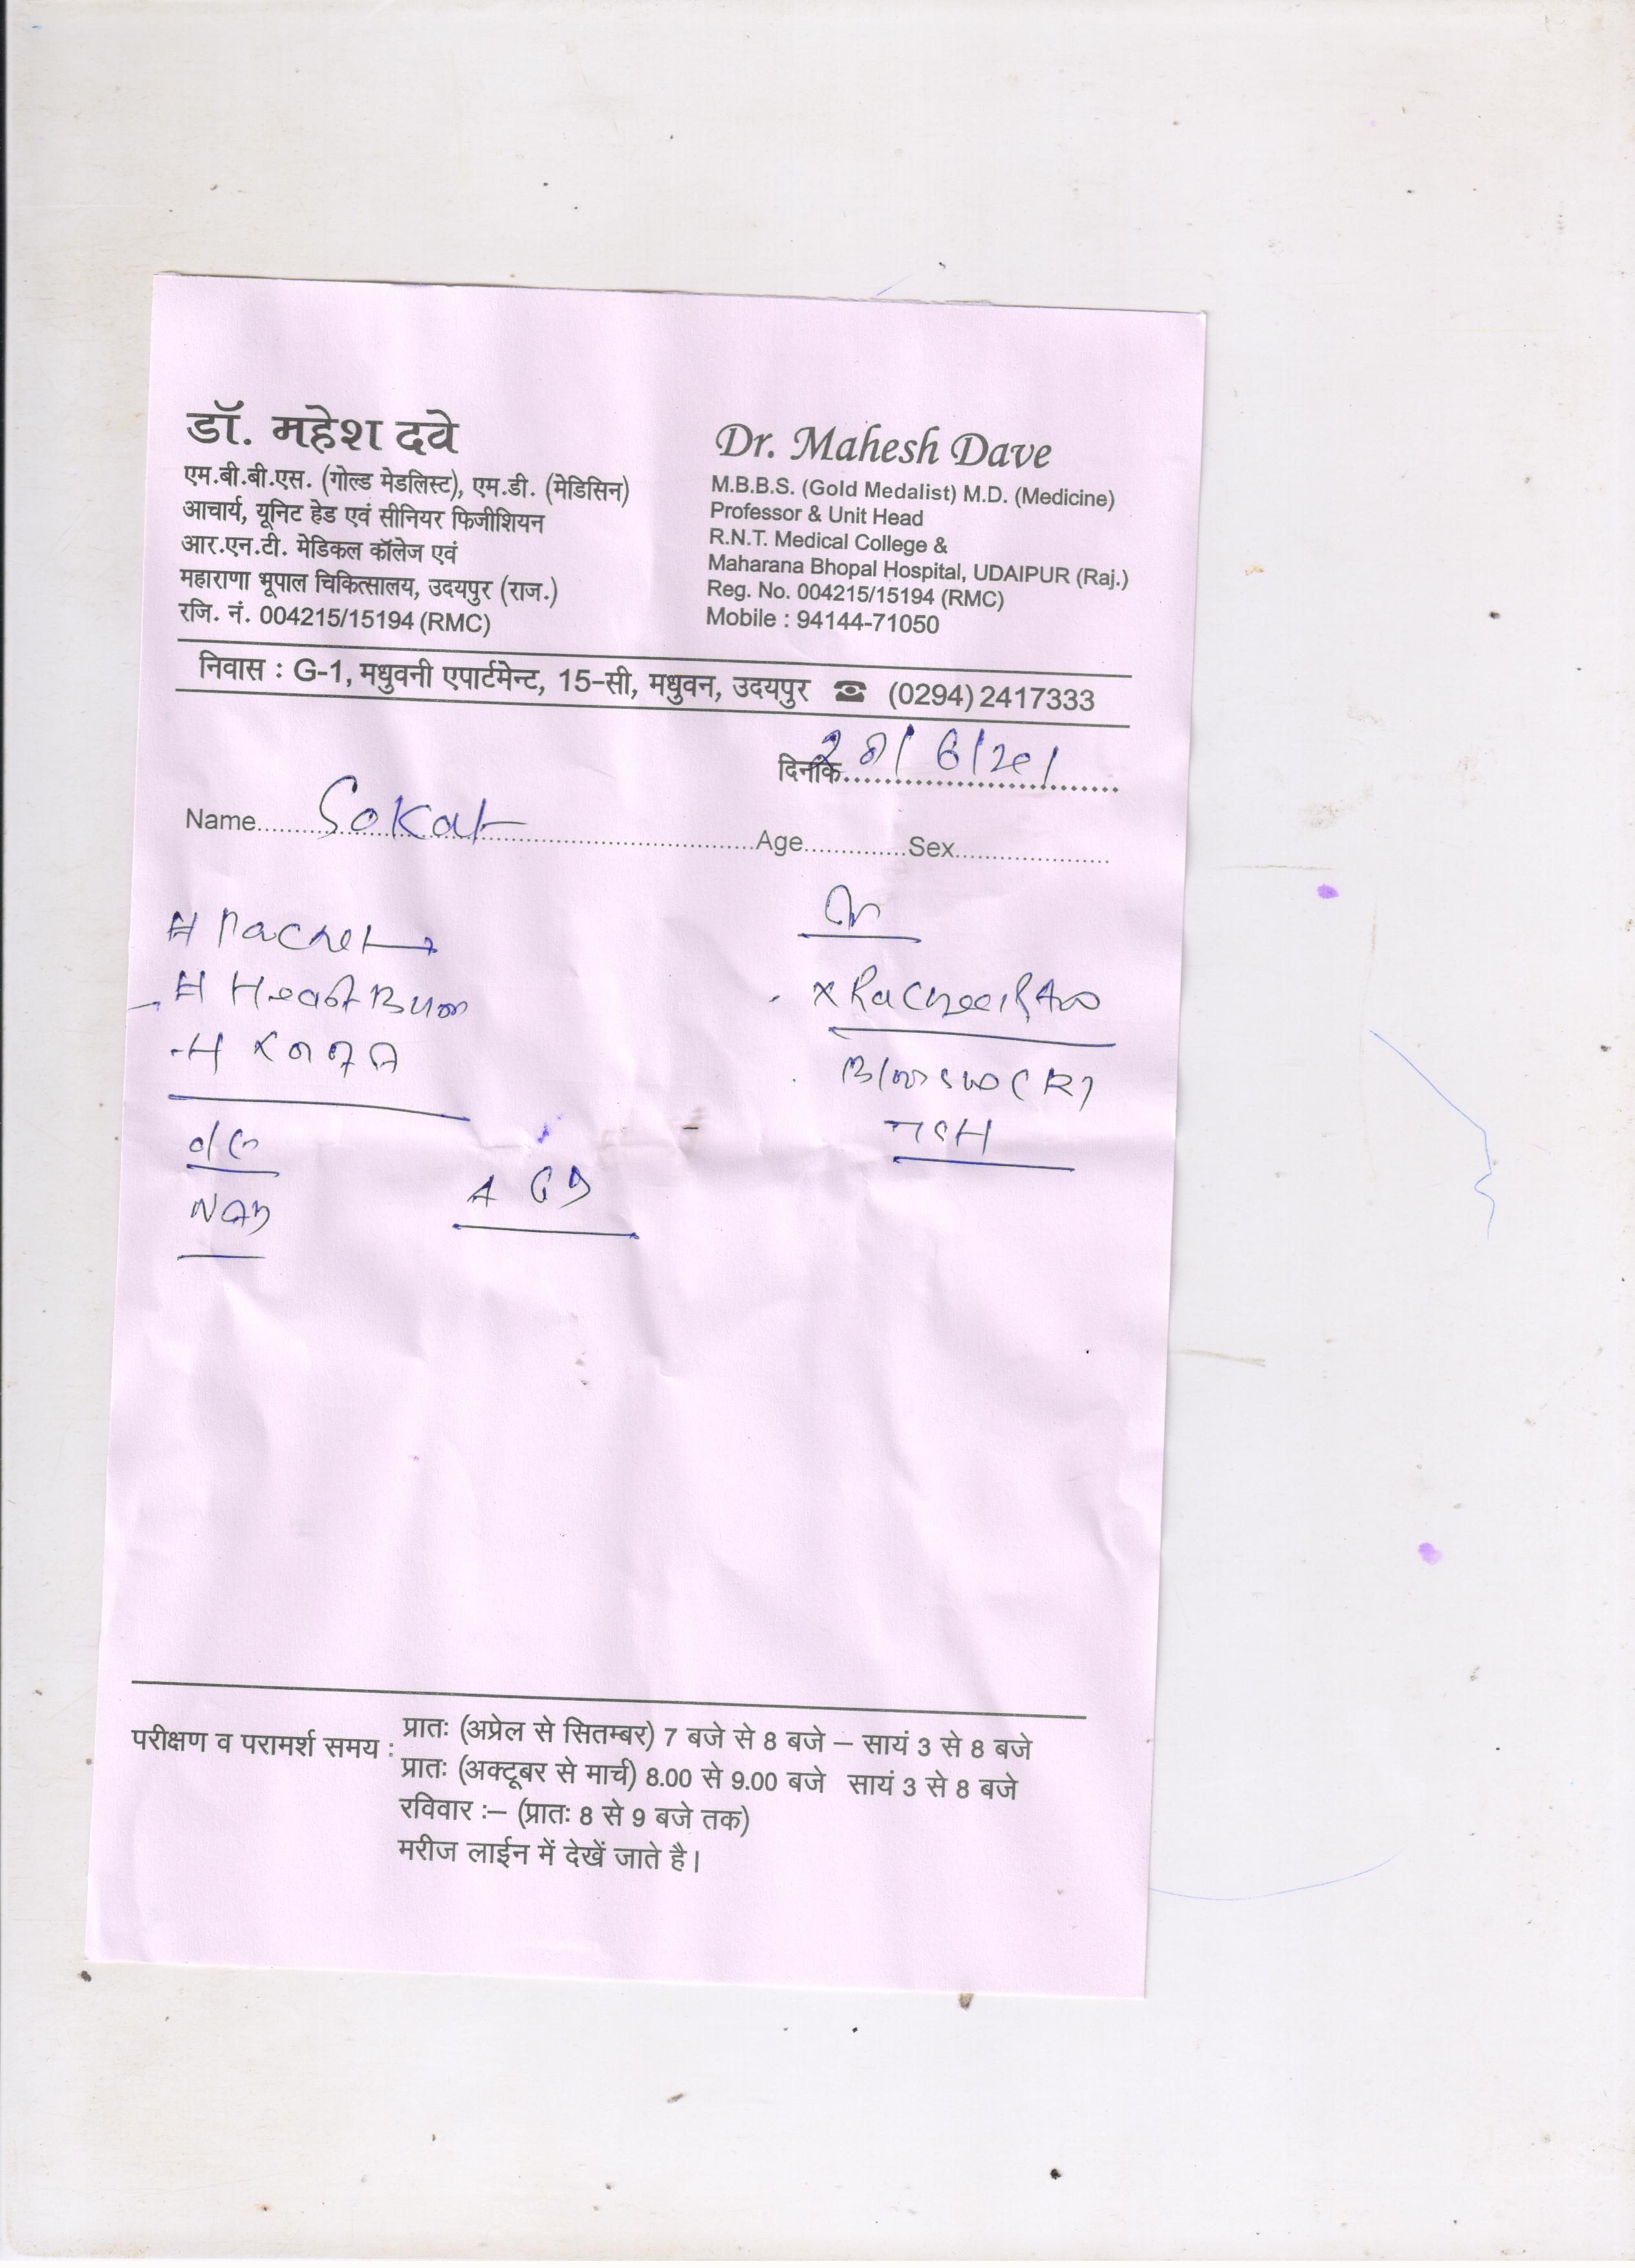 डॉ. महेश दवे
एम.बी.बी.एस. (गोल्ड मेडलिस्ट), एम.डी. (मेडिसिन)
आचार्य, यूनिट हेड एवं सीनियर फिजीशियन
आर.एन.टी. मेडिकल कॉलेज एवं
महाराणा भूपाल चिकित्सालय, उदयपुर (राज.)
रजि. नं. 004215/15194 (RMC)
Dr. Mahesh Dave
M.B.B.S. (Gold Medalist) M.D. (Medicine)
Professor & Unit Head
R.N.T. Medical College &
Maharana Bhopal Hospital, UDAIPUR (Raj.)
Reg. No. 004215/15194 (RMC)
Mobile : 94144-71050
निवास : G-1, मधुवनी एपार्टमेन्ट, 15-सी, मधुवन, उदयपुर ☎ (0294) 2417333
दिनांक
Name Sokat Age Sex
# Heart Burn
NAD
TSH
परीक्षण व परामर्श समय : प्रातः (अप्रेल से सितम्बर) 7 बजे से 8 बजे – सायं 3 से 8 बजे
प्रातः (अक्टूबर से मार्च) 8.00 से 9.00 बजे सायं 3 से 8 बजे
रविवार :– (प्रातः 8 से 9 बजे तक)
मरीज लाईन में देखें जाते है।